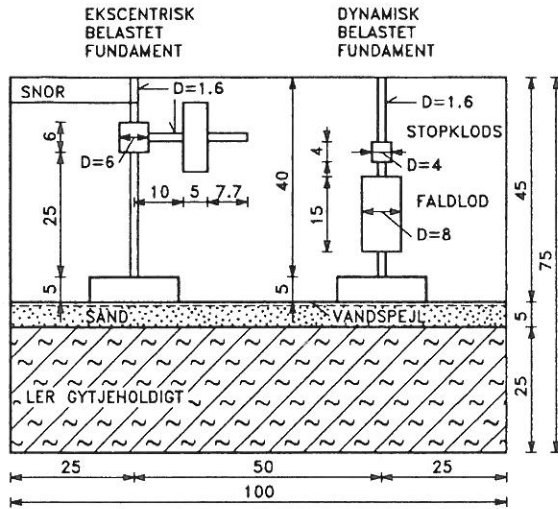 EKSCENTRISK
BELASTET
FUNDAMENT
DYNAMISK
BELASTET
FUNDAMENT
SNOR
D=1.6
D=1.6
6
STOPKLODS
D=6
4
D=4
10
5
7.7
25
40
15
FALDLOD
D=8
45
75
5
5
SAND
VANDSPEJL
5
LER GYTJEHOLDIGT
25
25
50
25
100